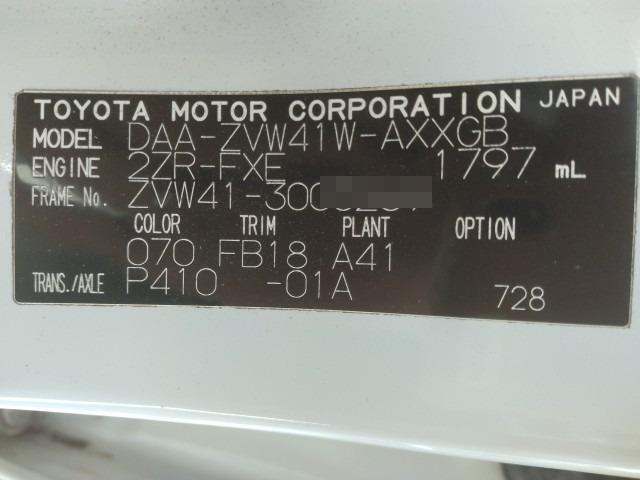 TOYOTA MOTOR CORPORATION JAPAN
MODEL DAA-ZVW41W-AXXGB
ENGINE 2ZR-FXE 1797 mL
FRAME No. ZVW41-300
COLOR TRIM PLANT OPTION
070 FB18 A41
TRANS./AXLE P410 -01A 728